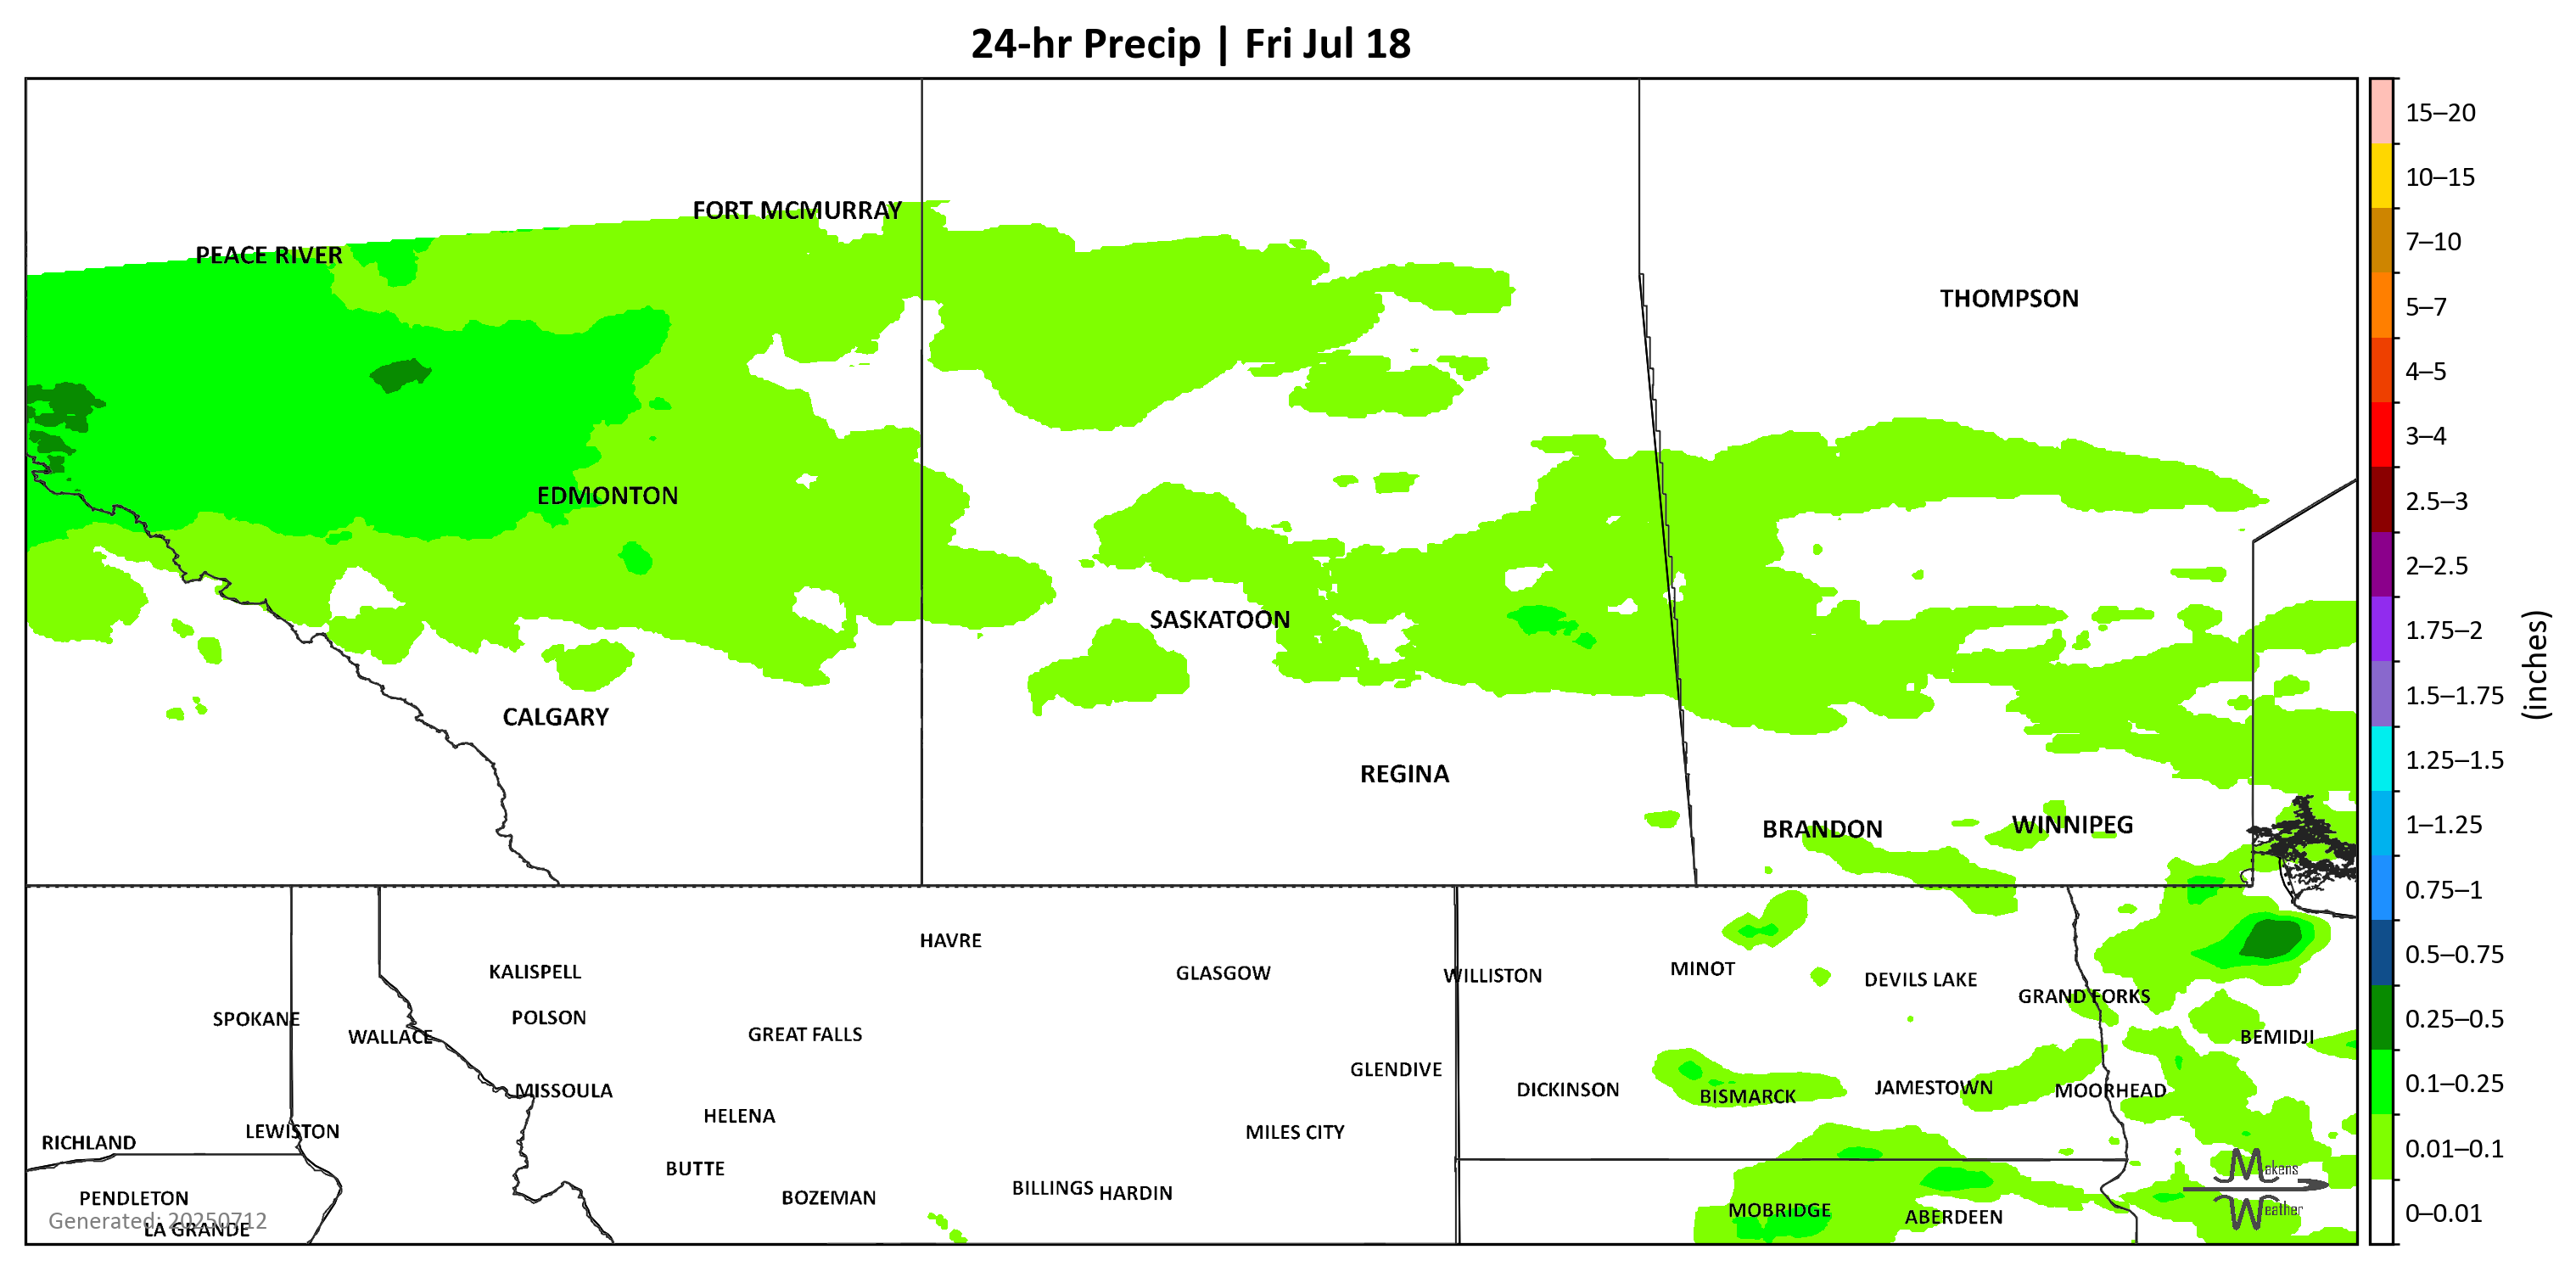 24-hr Precip | Fri Jul 18
FORT MCMURRAY
PEACE RIVER
THOMPSON
EDMONTON
SASKATOON
CALGARY
REGINA
BRANDON
WINNIPEG
HAVRE
KALISPELL
GLASGOW
WILLISTON
MINOT
DEVILS LAKE
GRAND FORKS
SPOKANE
WALLACE
POLSON
GREAT FALLS
BEMIDJI
GLENDIVE
MISSOULA
DICKINSON
BISMARCK
JAMESTOWN
MOORHEAD
HELENA
RICHLAND
LEWISTON
MILES CITY
BUTTE
PENDLETON
BOZEMAN
BILLINGS
HARDIN
MOBRIDGE
ABERDEEN
Generated: 20250712
LA GRANDE
Makens
Weather
15–20
10–15
7–10
5–7
4–5
3–4
2.5–3
2–2.5
1.75–2
1.5–1.75
1.25–1.5
1–1.25
0.75–1
0.5–0.75
0.25–0.5
0.1–0.25
0.01–0.1
0–0.01
(inches)